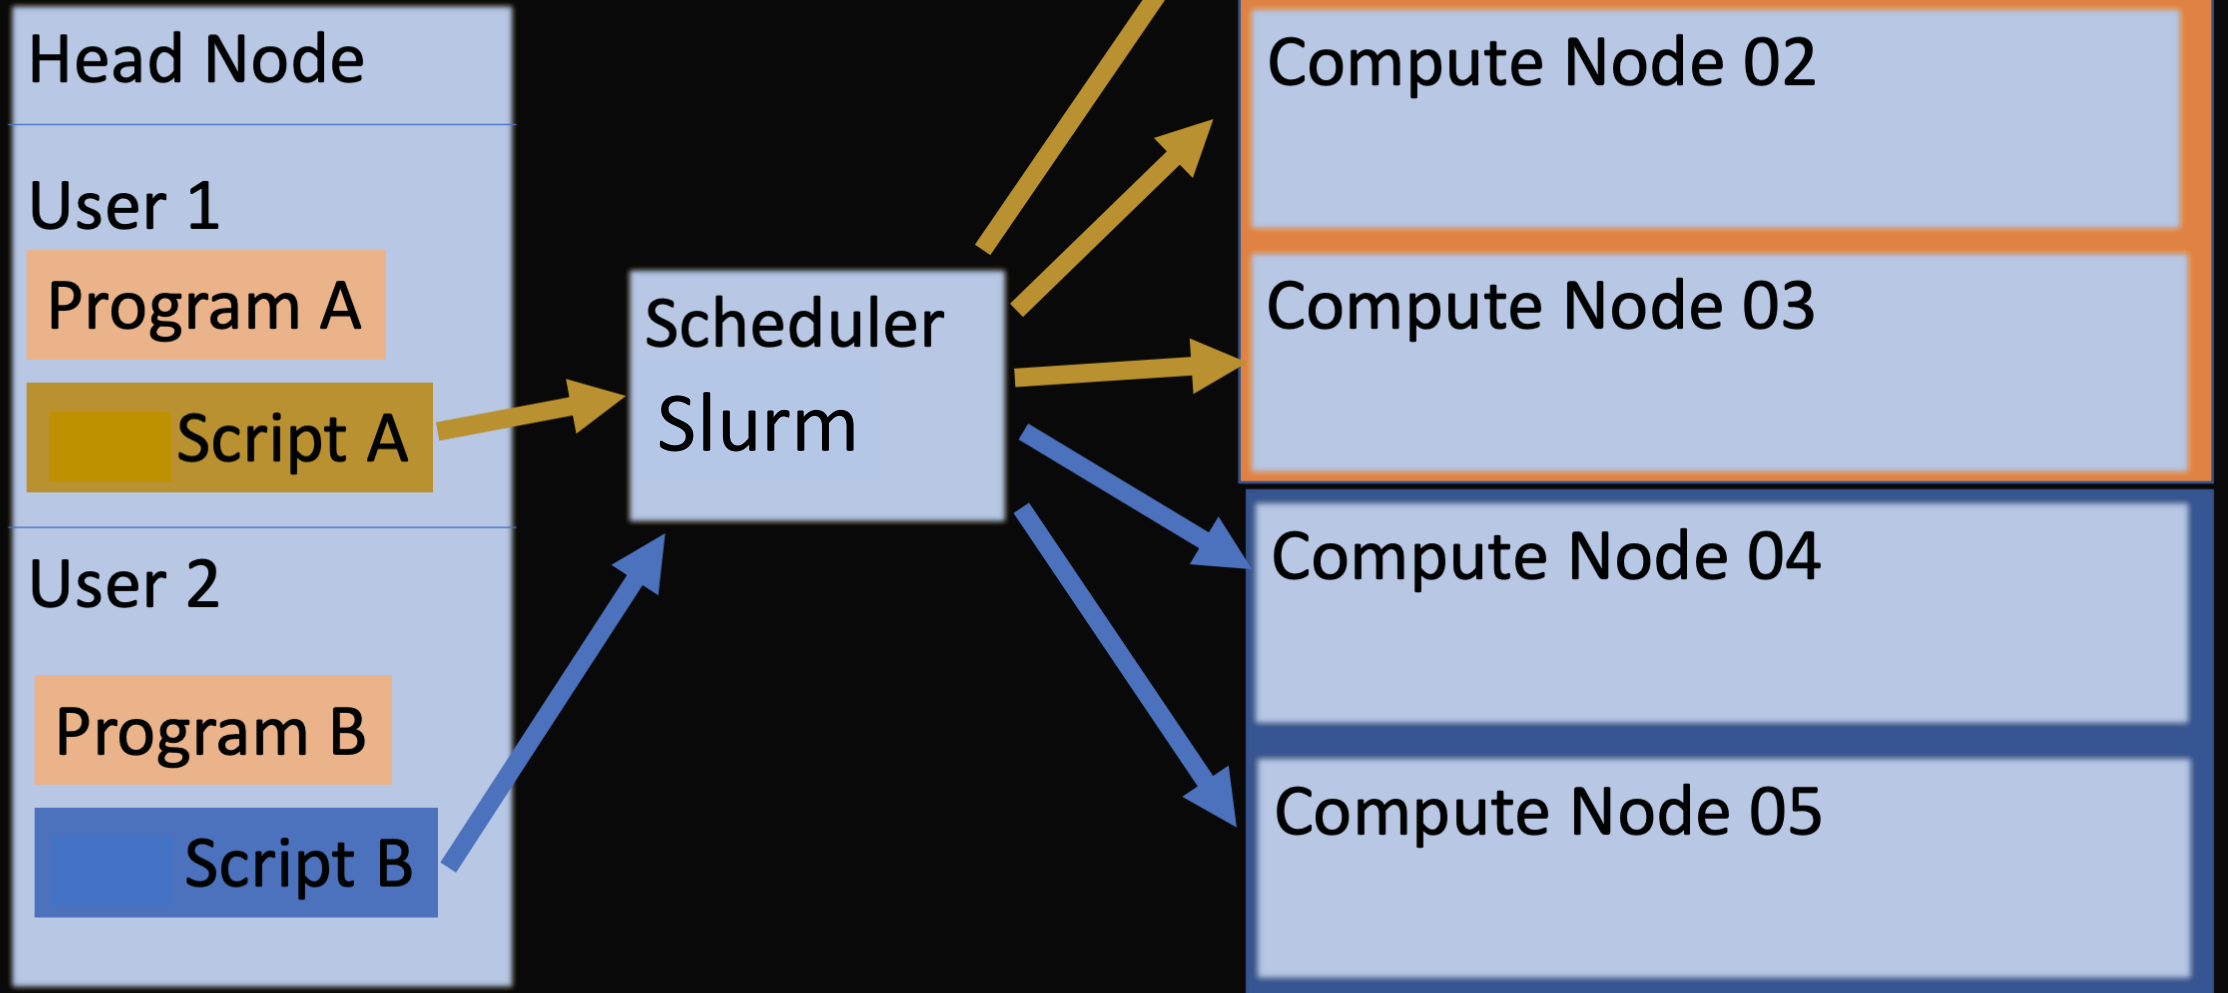 Head Node
User 1
Program A
Script A
User 2
Program B
Script B
Scheduler
Slurm
Compute Node 02
Compute Node 03
Compute Node 04
Compute Node 05